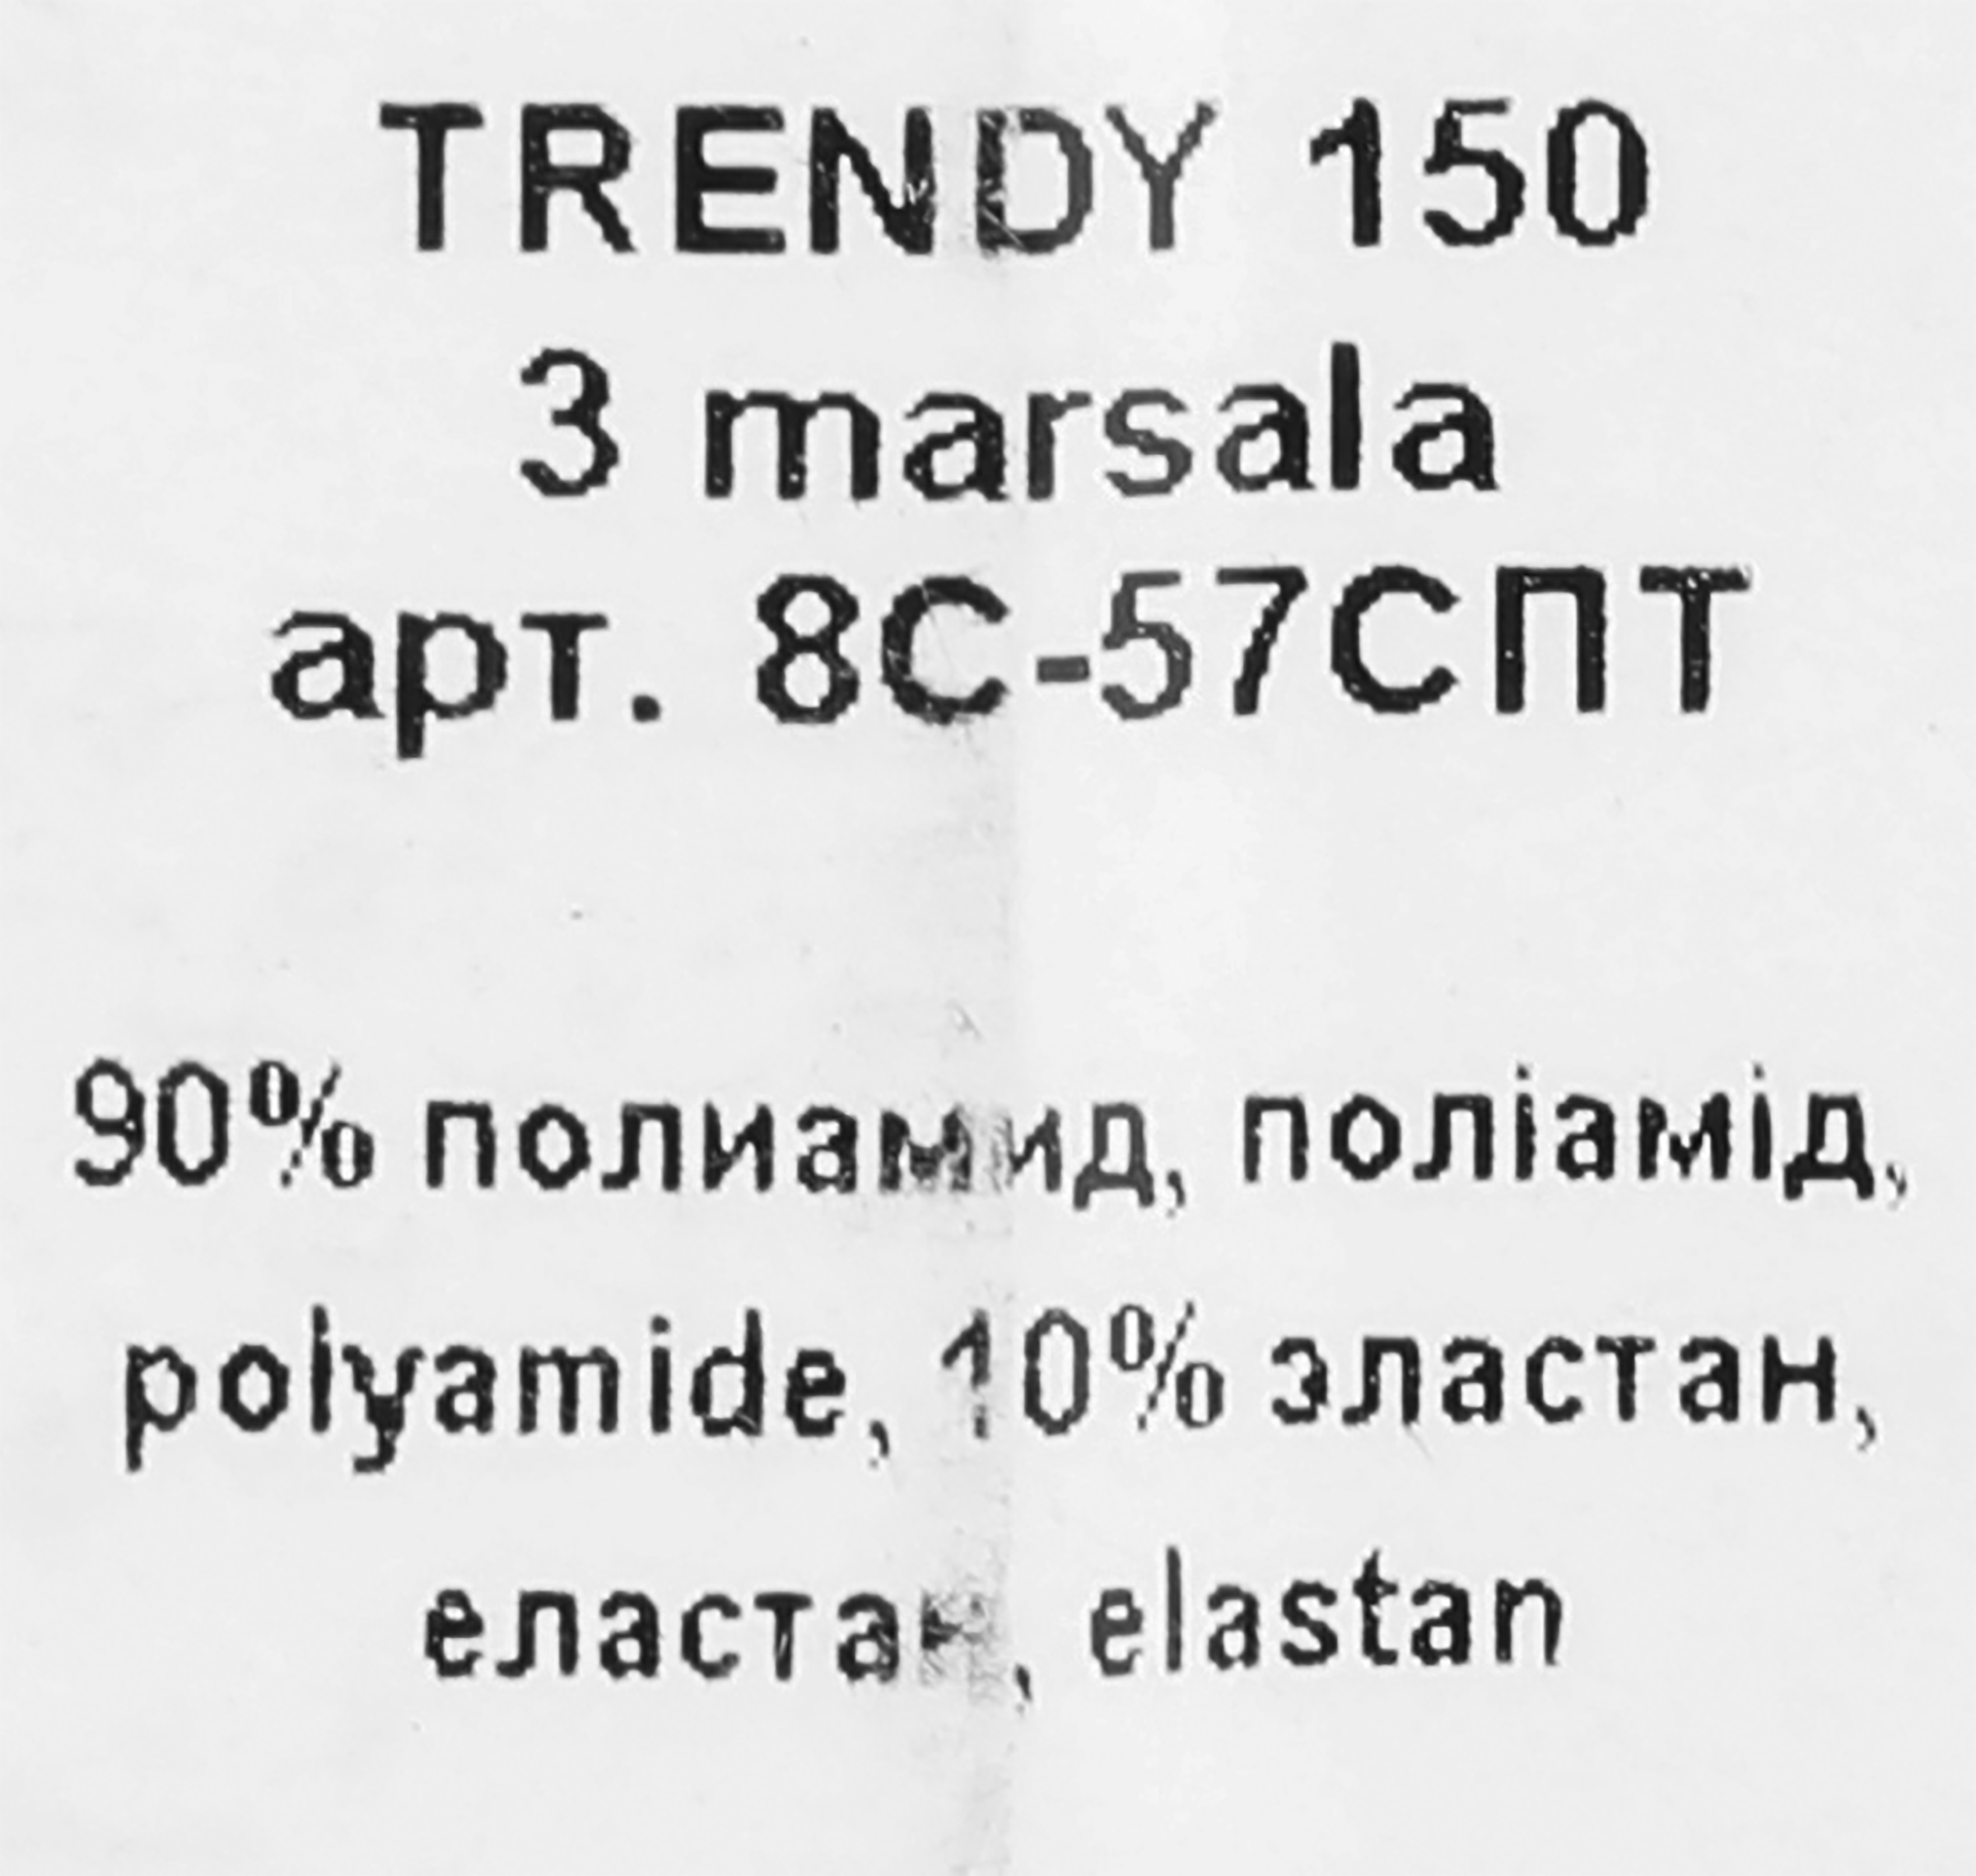 TRENDY 150
3 marsala
арт. 8С-57СПТ
90% полиамид, поліамід,
polyamide, 10% эластан,
еластан, elastan